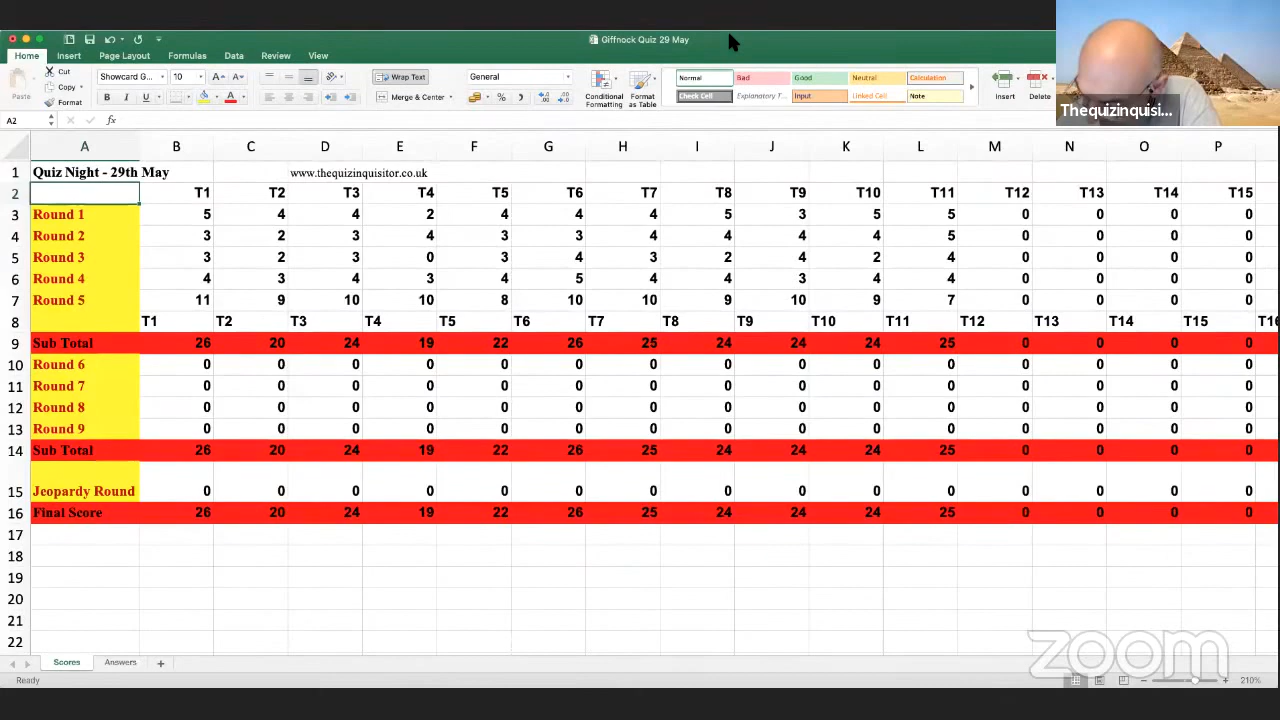 Giffnock Quiz 29 May
Home Insert Page Layout Formulas Data Review View
Cut
Copy
Format
Paste
Showcard G... 10
B I U
Wrap Text
Merge & Center
General
Conditional Formatting
Format as Table
Normal Bad Good Neutral Calculation
Check Cell Explanatory T... Input Linked Cell Note
Insert Delete
Thequizinquisi...
A2 fx
A B C D E F G H I J K L M N O P
1 Quiz Night - 29th May www.thequizinquisitor.co.uk
2 T1 T2 T3 T4 T5 T6 T7 T8 T9 T10 T11 T12 T13 T14 T15
3 Round 1 5 4 4 2 4 4 4 5 3 5 5 0 0 0 0
4 Round 2 3 2 3 4 3 3 4 4 4 4 5 0 0 0 0
5 Round 3 3 2 3 0 3 4 3 2 4 2 4 0 0 0 0
6 Round 4 4 3 4 3 4 5 4 4 3 4 4 0 0 0 0
7 Round 5 11 9 10 10 8 10 10 9 10 9 7 0 0 0 0
8 T1 T2 T3 T4 T5 T6 T7 T8 T9 T10 T11 T12 T13 T14 T15 T16
9 Sub Total 26 20 24 19 22 26 25 24 24 24 25 0 0 0 0
10 Round 6 0 0 0 0 0 0 0 0 0 0 0 0 0 0 0
11 Round 7 0 0 0 0 0 0 0 0 0 0 0 0 0 0 0
12 Round 8 0 0 0 0 0 0 0 0 0 0 0 0 0 0 0
13 Round 9 0 0 0 0 0 0 0 0 0 0 0 0 0 0 0
14 Sub Total 26 20 24 19 22 26 25 24 24 24 25 0 0 0 0
15 Jeopardy Round 0 0 0 0 0 0 0 0 0 0 0 0 0 0 0
16 Final Score 26 20 24 19 22 26 25 24 24 24 25 0 0 0 0
17
18
19
20
21
22
zoom
Scores Answers +
Ready 210%